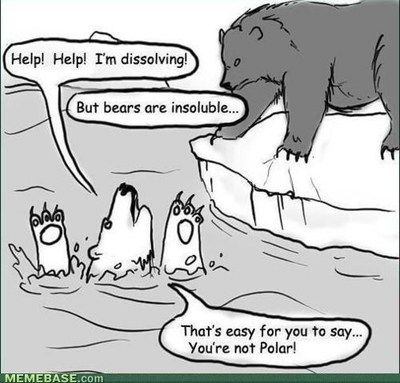 Help!  Help!  I'm dissolving!
But bears are insoluble...
That's easy for you to say...
You're not Polar!
MEMEBASE.com